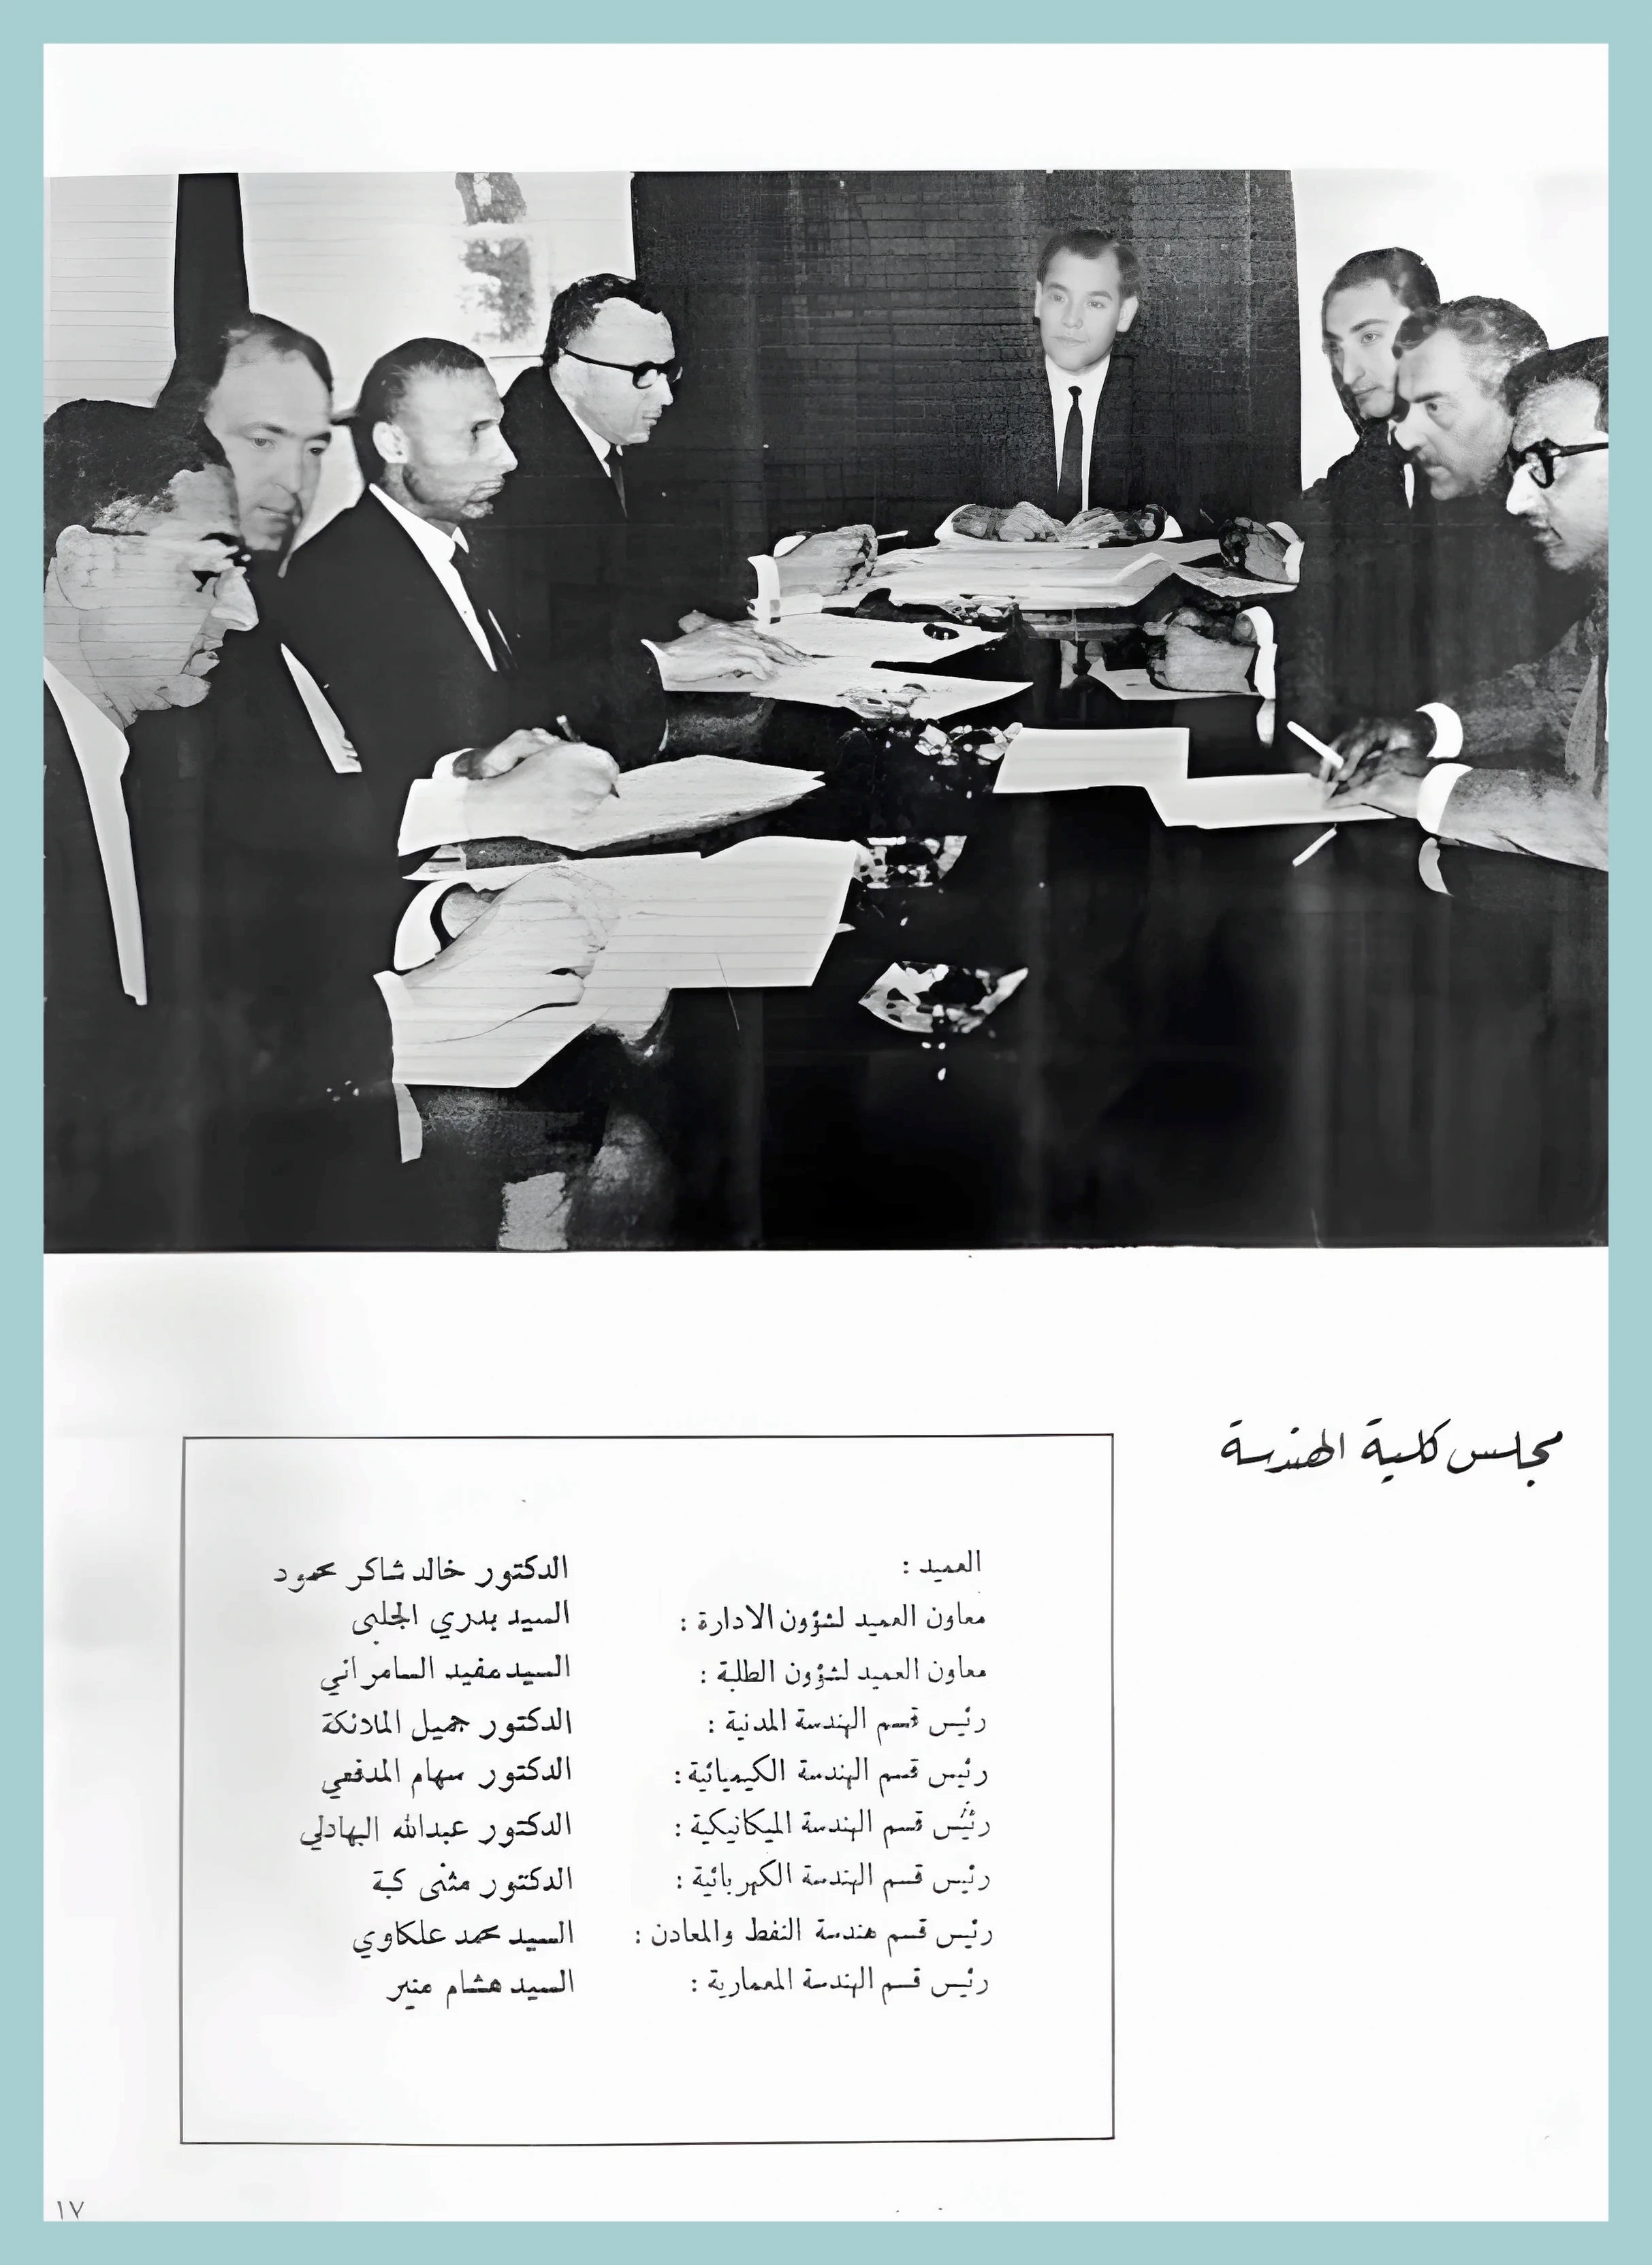 مجلس كلية الهندسة
العميد : الدكتور خالد شاكر محمود
معاون العميد لشؤون الادارة : السيد بدري الجلبي
معاون العميد لشؤون الطلبة : السيد مفيد السامرائي
رئيس قسم الهندسة المدنية : الدكتور جميل الملائكة
رئيس قسم الهندسة الكيميائية : الدكتور سهام المدفعي
رئيس قسم الهندسة الميكانيكية : الدكتور عبدالله البهادلي
رئيس قسم الهندسة الكهربائية : الدكتور مثنى كبة
رئيس قسم هندسة النفط والمعادن : السيد محمد علكاوي
رئيس قسم الهندسة المعمارية : السيد هشام منير
١٧